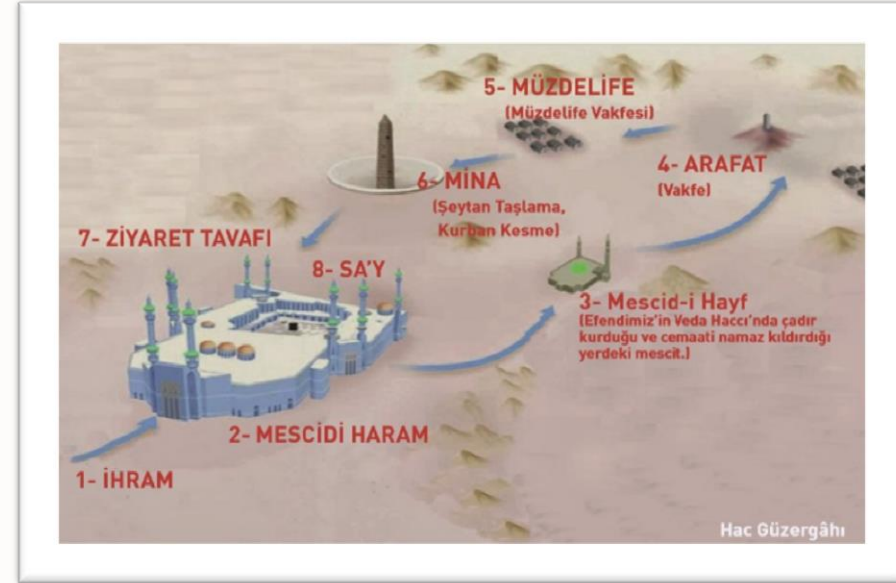 5- MÜZDELİFE
(Müzdelife Vakfesi)
4- ARAFAT
(Vakfe)
6- MİNA
(Şeytan Taşlama,
Kurban Kesme)
7- ZİYARET TAVAFI
8- SA'Y
3- Mescid-i Hayf
(Efendimiz'in Veda Haccı'nda çadır
kurduğu ve cemaati namaz kıldırdığı
yerdeki mescit.)
2- MESCİDİ HARAM
1- İHRAM
Hac Güzergâhı